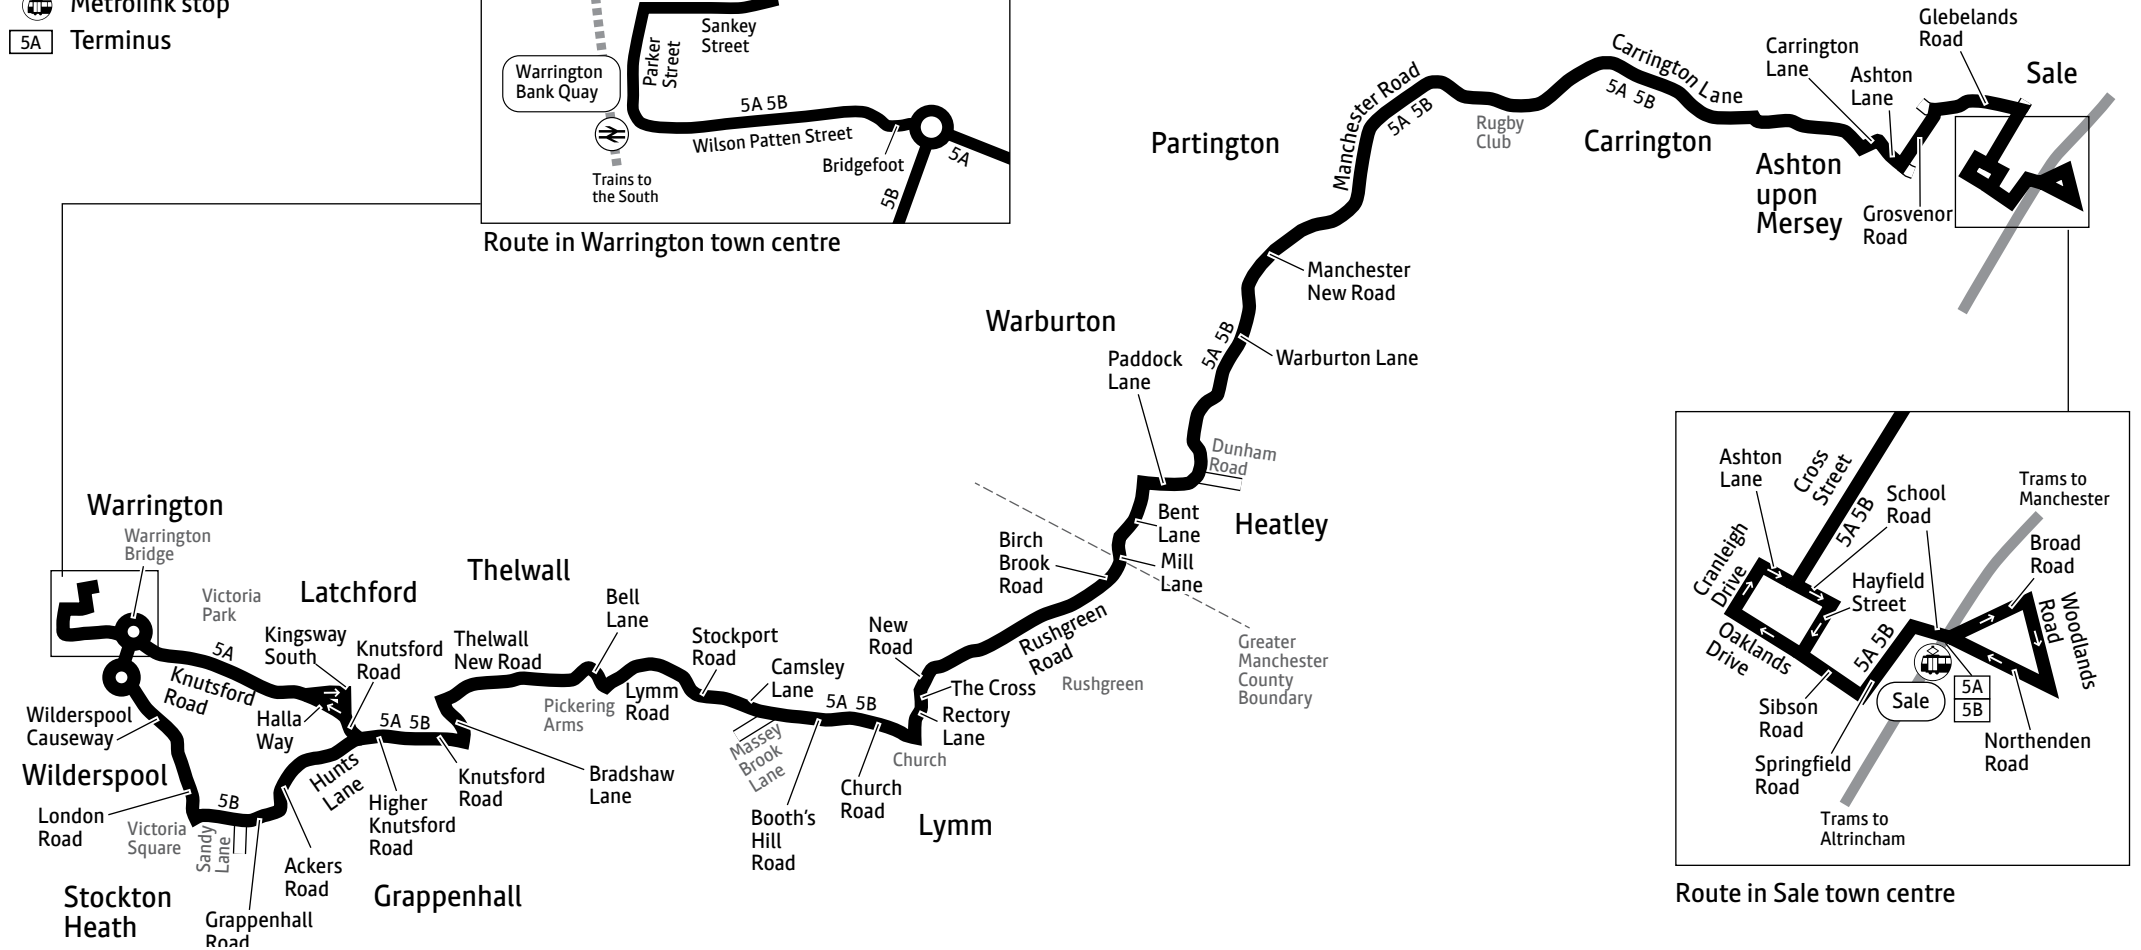 Metrolink stop
5A
Terminus
Sankey
Street
Parker
Street
Warrington
Bank Quay
5A 5B
Wilson Patten Street
Bridgefoot
5A
5B
Trains to
the South
Route in Warrington town centre
Glebelands
Road
Carrington
Lane
Ashton
Lane
Sale
Carrington Lane
5A 5B
Manchester Road
5A 5B
Rugby
Club
Partington
Carrington
Ashton
upon
Mersey
Grosvenor
Road
Manchester
New Road
Warburton
5A 5B
Warburton Lane
Paddock
Lane
Dunham
Road
Bent
Lane
Heatley
Birch
Brook
Road
Mill
Lane
Greater
Manchester
County
Boundary
Warrington
Warrington
Bridge
Victoria
Park
Latchford
Thelwall
Bell
Lane
5A
Knutsford
Road
Kingsway
South
Knutsford
Road
Halla
Way
Thelwall
New Road
Stockport
Road
Camsley
Lane
New
Road
Rushgreen
Road
Rushgreen
The Cross
Rectory
Lane
Pickering
Arms
Lymm
Road
5A 5B
5A 5B
Wilderspool
Causeway
Wilderspool
London
Road
5B
Victoria
Square
Sandy
Lane
Hunts
Lane
Higher
Knutsford
Road
Knutsford
Road
Bradshaw
Lane
Massey
Brook
Lane
Booth's
Hill
Road
Church
Road
Church
Lymm
Ackers
Road
Stockton
Heath
Grappenhall
Road
Grappenhall
Ashton
Lane
Cross
Street
5A 5B
School
Road
Trams to
Manchester
Cranleigh
Drive
Hayfield
Street
Broad
Road
Woodlands
Road
Oaklands
Drive
5A 5B
Sale
5A
5B
Sibson
Road
Springfield
Road
Northenden
Road
Trams to
Altrincham
Route in Sale town centre